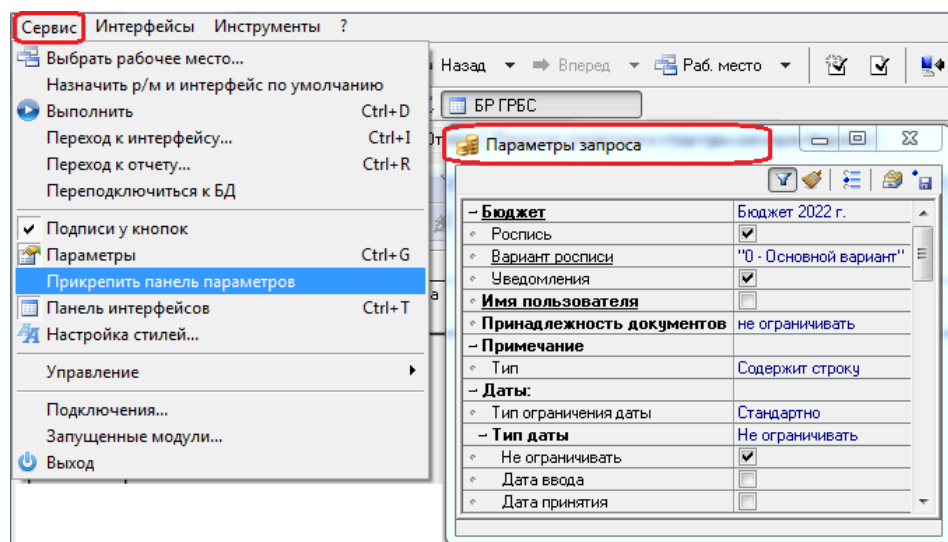 Сервис Интерфейсы Инструменты ?
Выбрать рабочее место...
Назначить р/м и интерфейс по умолчанию
Выполнить Ctrl+D
Переход к интерфейсу... Ctrl+I
Переход к отчету... Ctrl+R
Переподключиться к БД
Подписи у кнопок
Параметры Ctrl+G
Прикрепить панель параметров
Панель интерфейсов Ctrl+T
Настройка стилей...
Управление
Подключения...
Запущенные модули...
Выход
Назад Вперед Раб. место
БР ГРБС
Параметры запроса
Бюджет Бюджет 2022 г.
Роспись
Вариант росписи "0 - Основной вариант"
Уведомления
Имя пользователя
Принадлежность документов не ограничивать
Примечание
Тип Содержит строку
Даты:
Тип ограничения даты Стандартно
Тип даты Не ограничивать
Не ограничивать
Дата ввода
Дата принятия